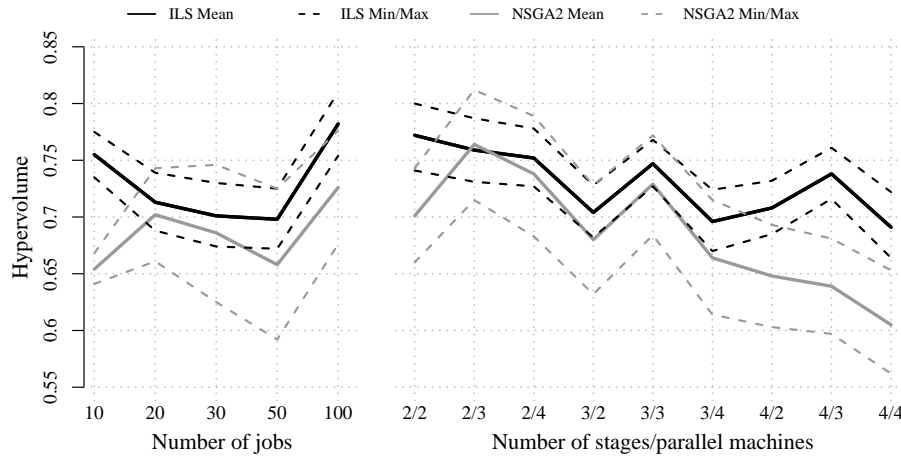 ILS Mean ILS Min/Max NSGA2 Mean NSGA2 Min/Max
Hypervolume
0.85
0.8
0.75
0.7
0.65
0.6
0.55
10 20 30 50 100
Number of jobs
2/2 2/3 2/4 3/2 3/3 3/4 4/2 4/3 4/4
Number of stages/parallel machines